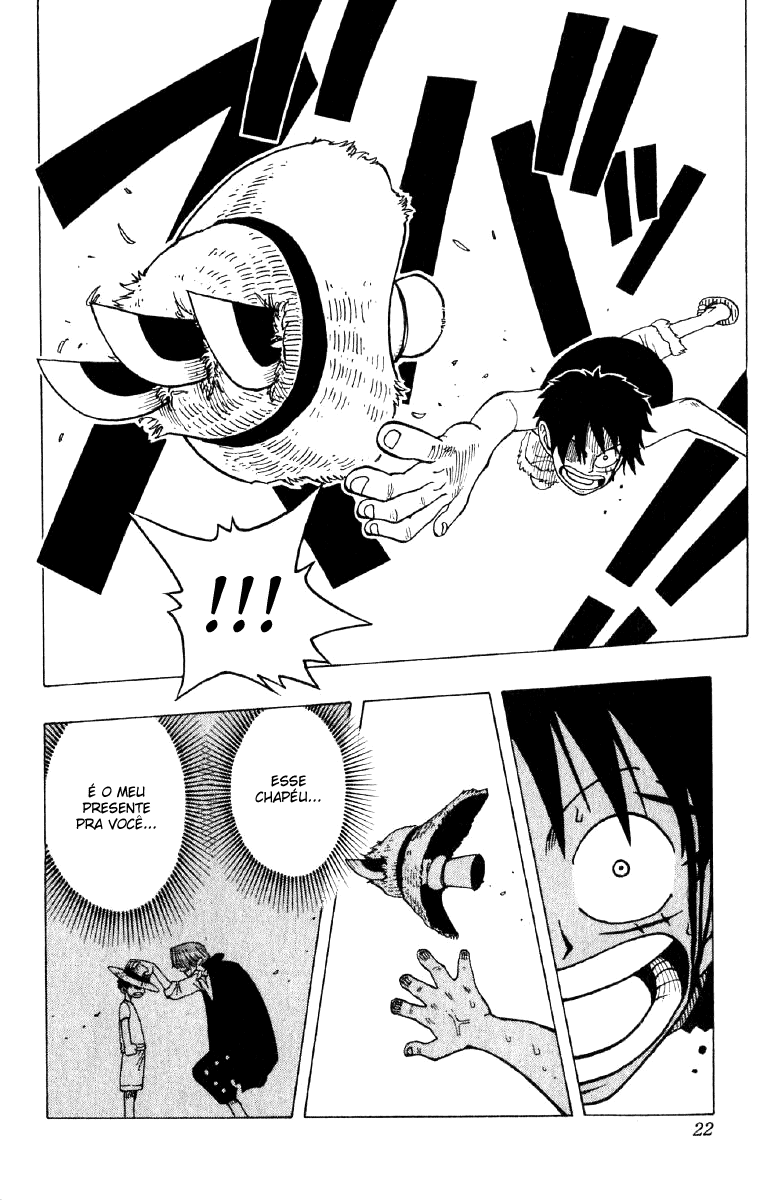 !!!
ESSE
CHAPÉU...
É O MEU
PRESENTE
PRA VOCÊ...
22